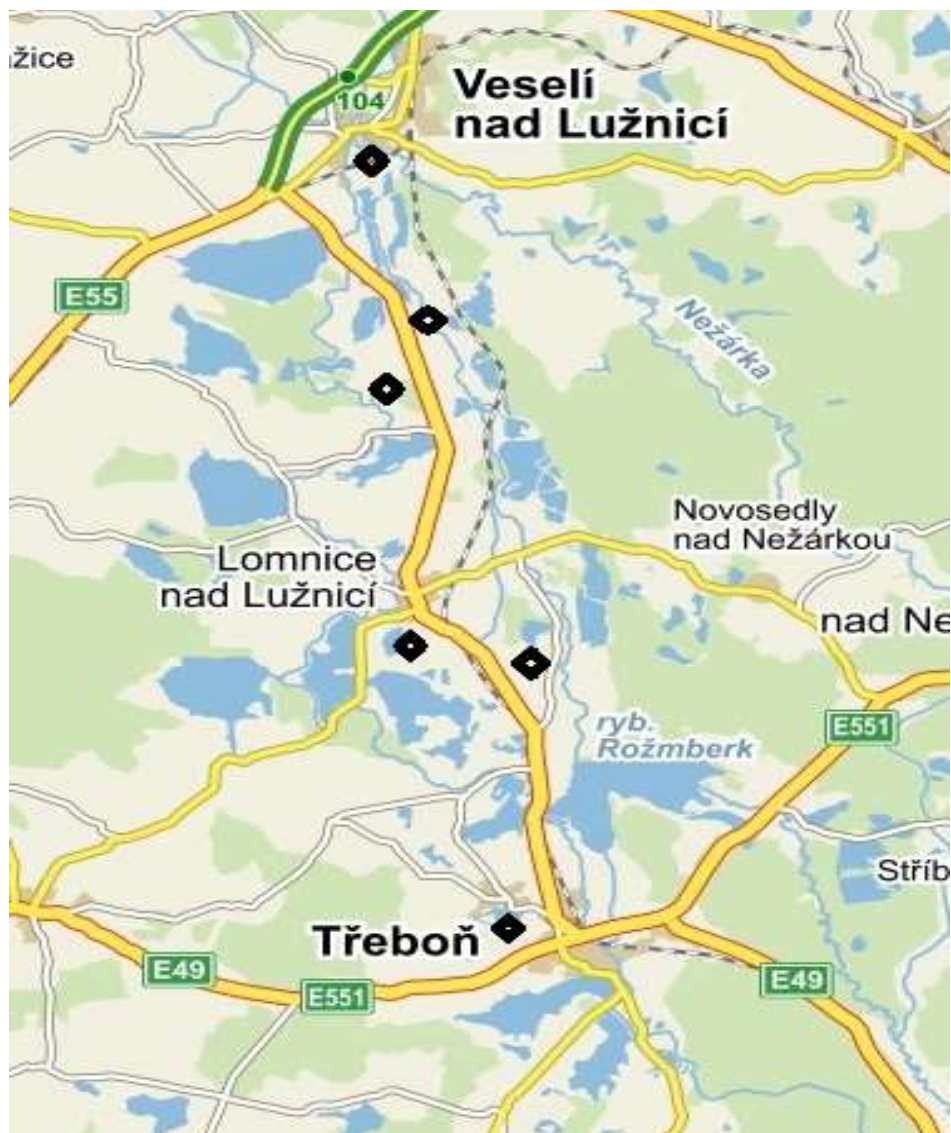 ažice
Veselí
nad Lužnicí
104
E55
Nežárka
Novosedly
nad Nežárkou
Lomnice
nad Lužnicí
nad Ne
ryb.
Rožmberk
E551
Stříb
Třeboň
E49
E551
E49